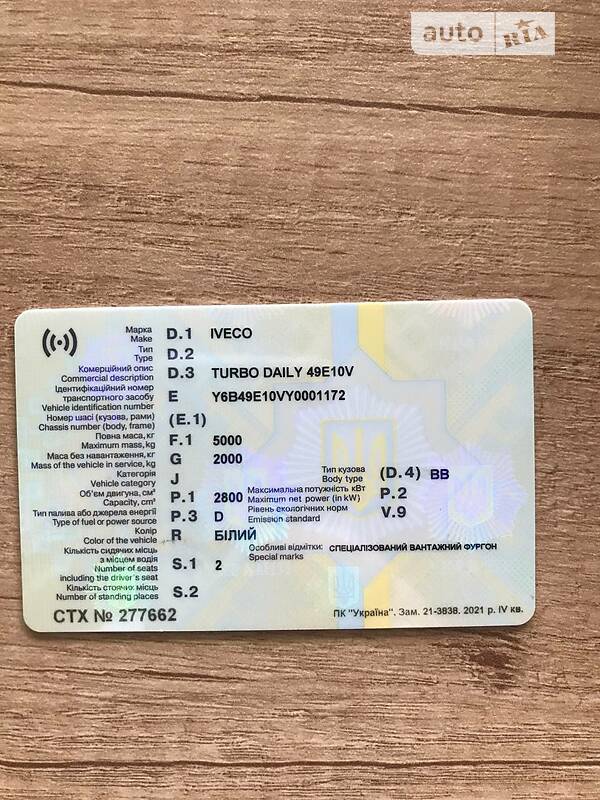 auto RIA
Марка D.1 IVECO
Make
Тип D.2
Type
Комерційний опис D.3 TURBO DAILY 49E10V
Commercial description
Ідентифікаційний номер
транспортного засобу E Y6B49E10VY0001172
Vehicle identification number
Номер шасі (кузова, рами) (E.1)
Chassis number (body, frame)
Повна маса, кг F.1 5000
Maximum mass, kg
Маса без навантаження, кг G 2000
Mass of the vehicle in service, kg
Категорія J
Vehicle category
Тип кузова (D.4) BB
Body type
Об'єм двигуна, см³ P.1 2800
Capacity, cm³
Максимальна потужність кВт P.2
Maximum net power (in kW)
Тип палива або джерела енергії P.3 D
Type of fuel or power source
Рівень екологічних норм V.9
Emission standard
Колір R БІЛИЙ
Color of the vehicle
Особливі відмітки: СПЕЦІАЛІЗОВАНИЙ ВАНТАЖНИЙ ФУРГОН
Special marks
Кількість сидячих місць
з місцем водія S.1 2
Number of seats
including the driver's seat
Кількість стоячих місць S.2
Number of standing places
СТХ № 277662
ПК "Україна". Зам. 21-3838. 2021 р. IV кв.